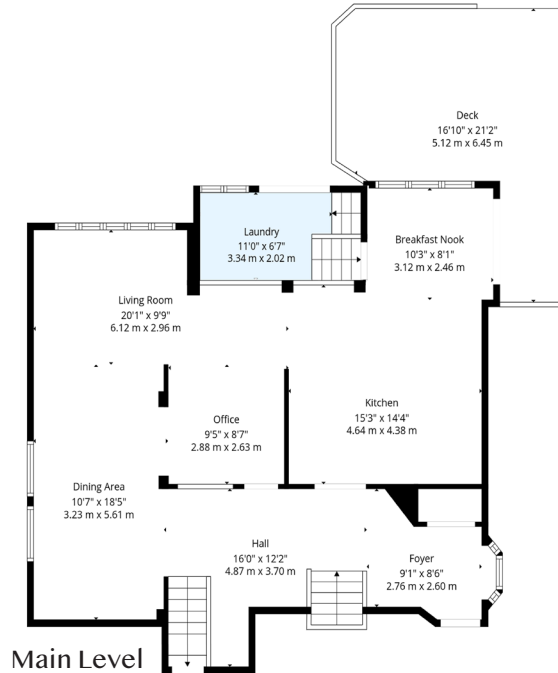 Deck
16'10" x 21'2"
5.12 m x 6.45 m
Laundry
11'0" x 6'7"
3.34 m x 2.02 m
Breakfast Nook
10'3" x 8'1"
3.12 m x 2.46 m
Living Room
20'1" x 9'9"
6.12 m x 2.96 m
Kitchen
15'3" x 14'4"
4.64 m x 4.38 m
Office
9'5" x 8'7"
2.88 m x 2.63 m
Dining Area
10'7" x 18'5"
3.23 m x 5.61 m
Hall
16'0" x 12'2"
4.87 m x 3.70 m
Foyer
9'1" x 8'6"
2.76 m x 2.60 m
Main Level